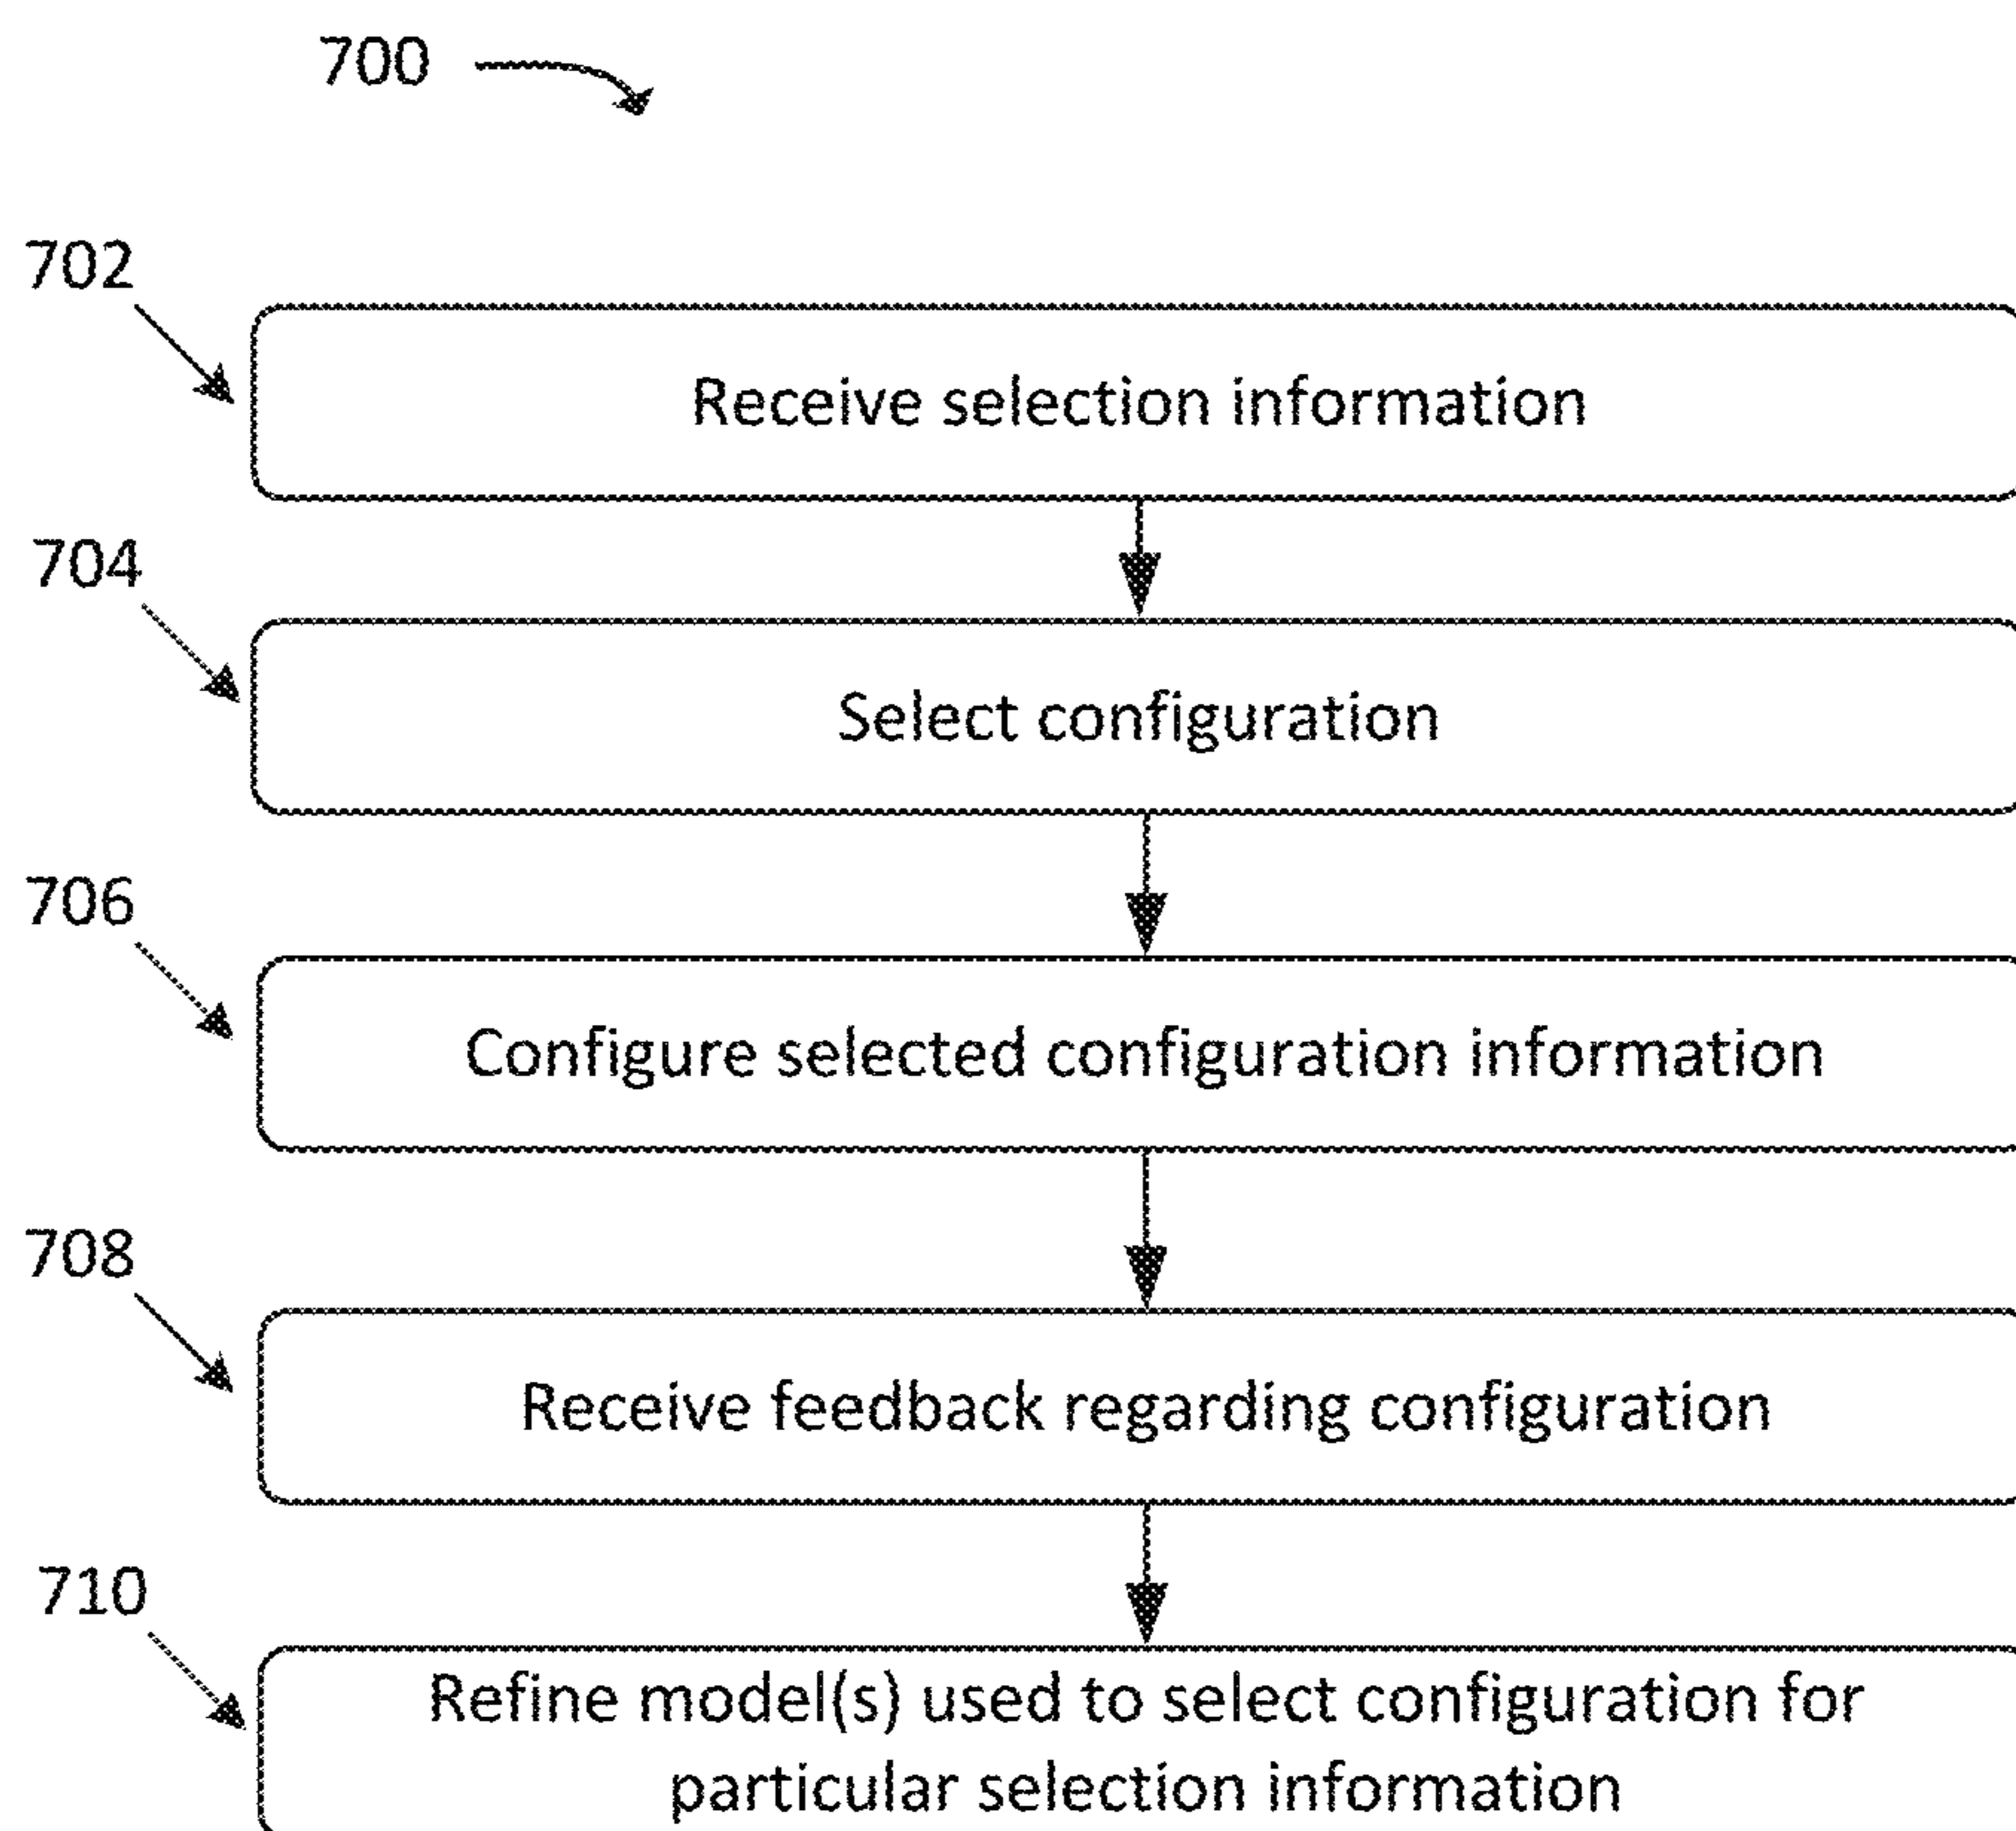 700
702
Receive selection information
704
Select configuration
706
Configure selected configuration information
708
Receive feedback regarding configuration
710
Refine model(s) used to select configuration for
particular selection information